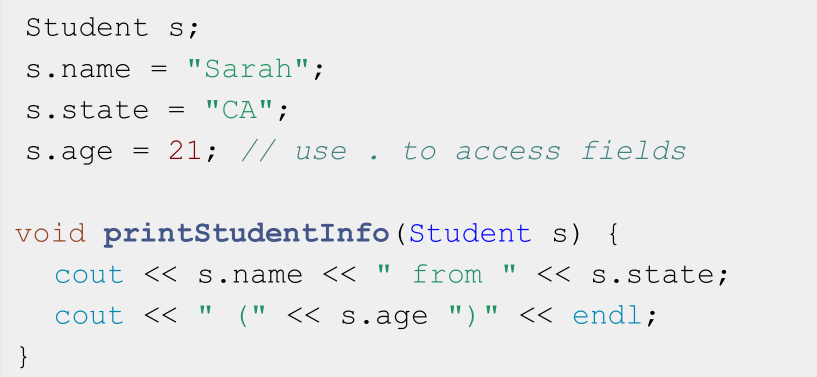 Student s;
s.name = "Sarah";
s.state = "CA";
s.age = 21; // use . to access fields
void printStudentInfo(Student s) {
cout << s.name << " from " << s.state;
cout << " (" << s.age ")" << endl;
}